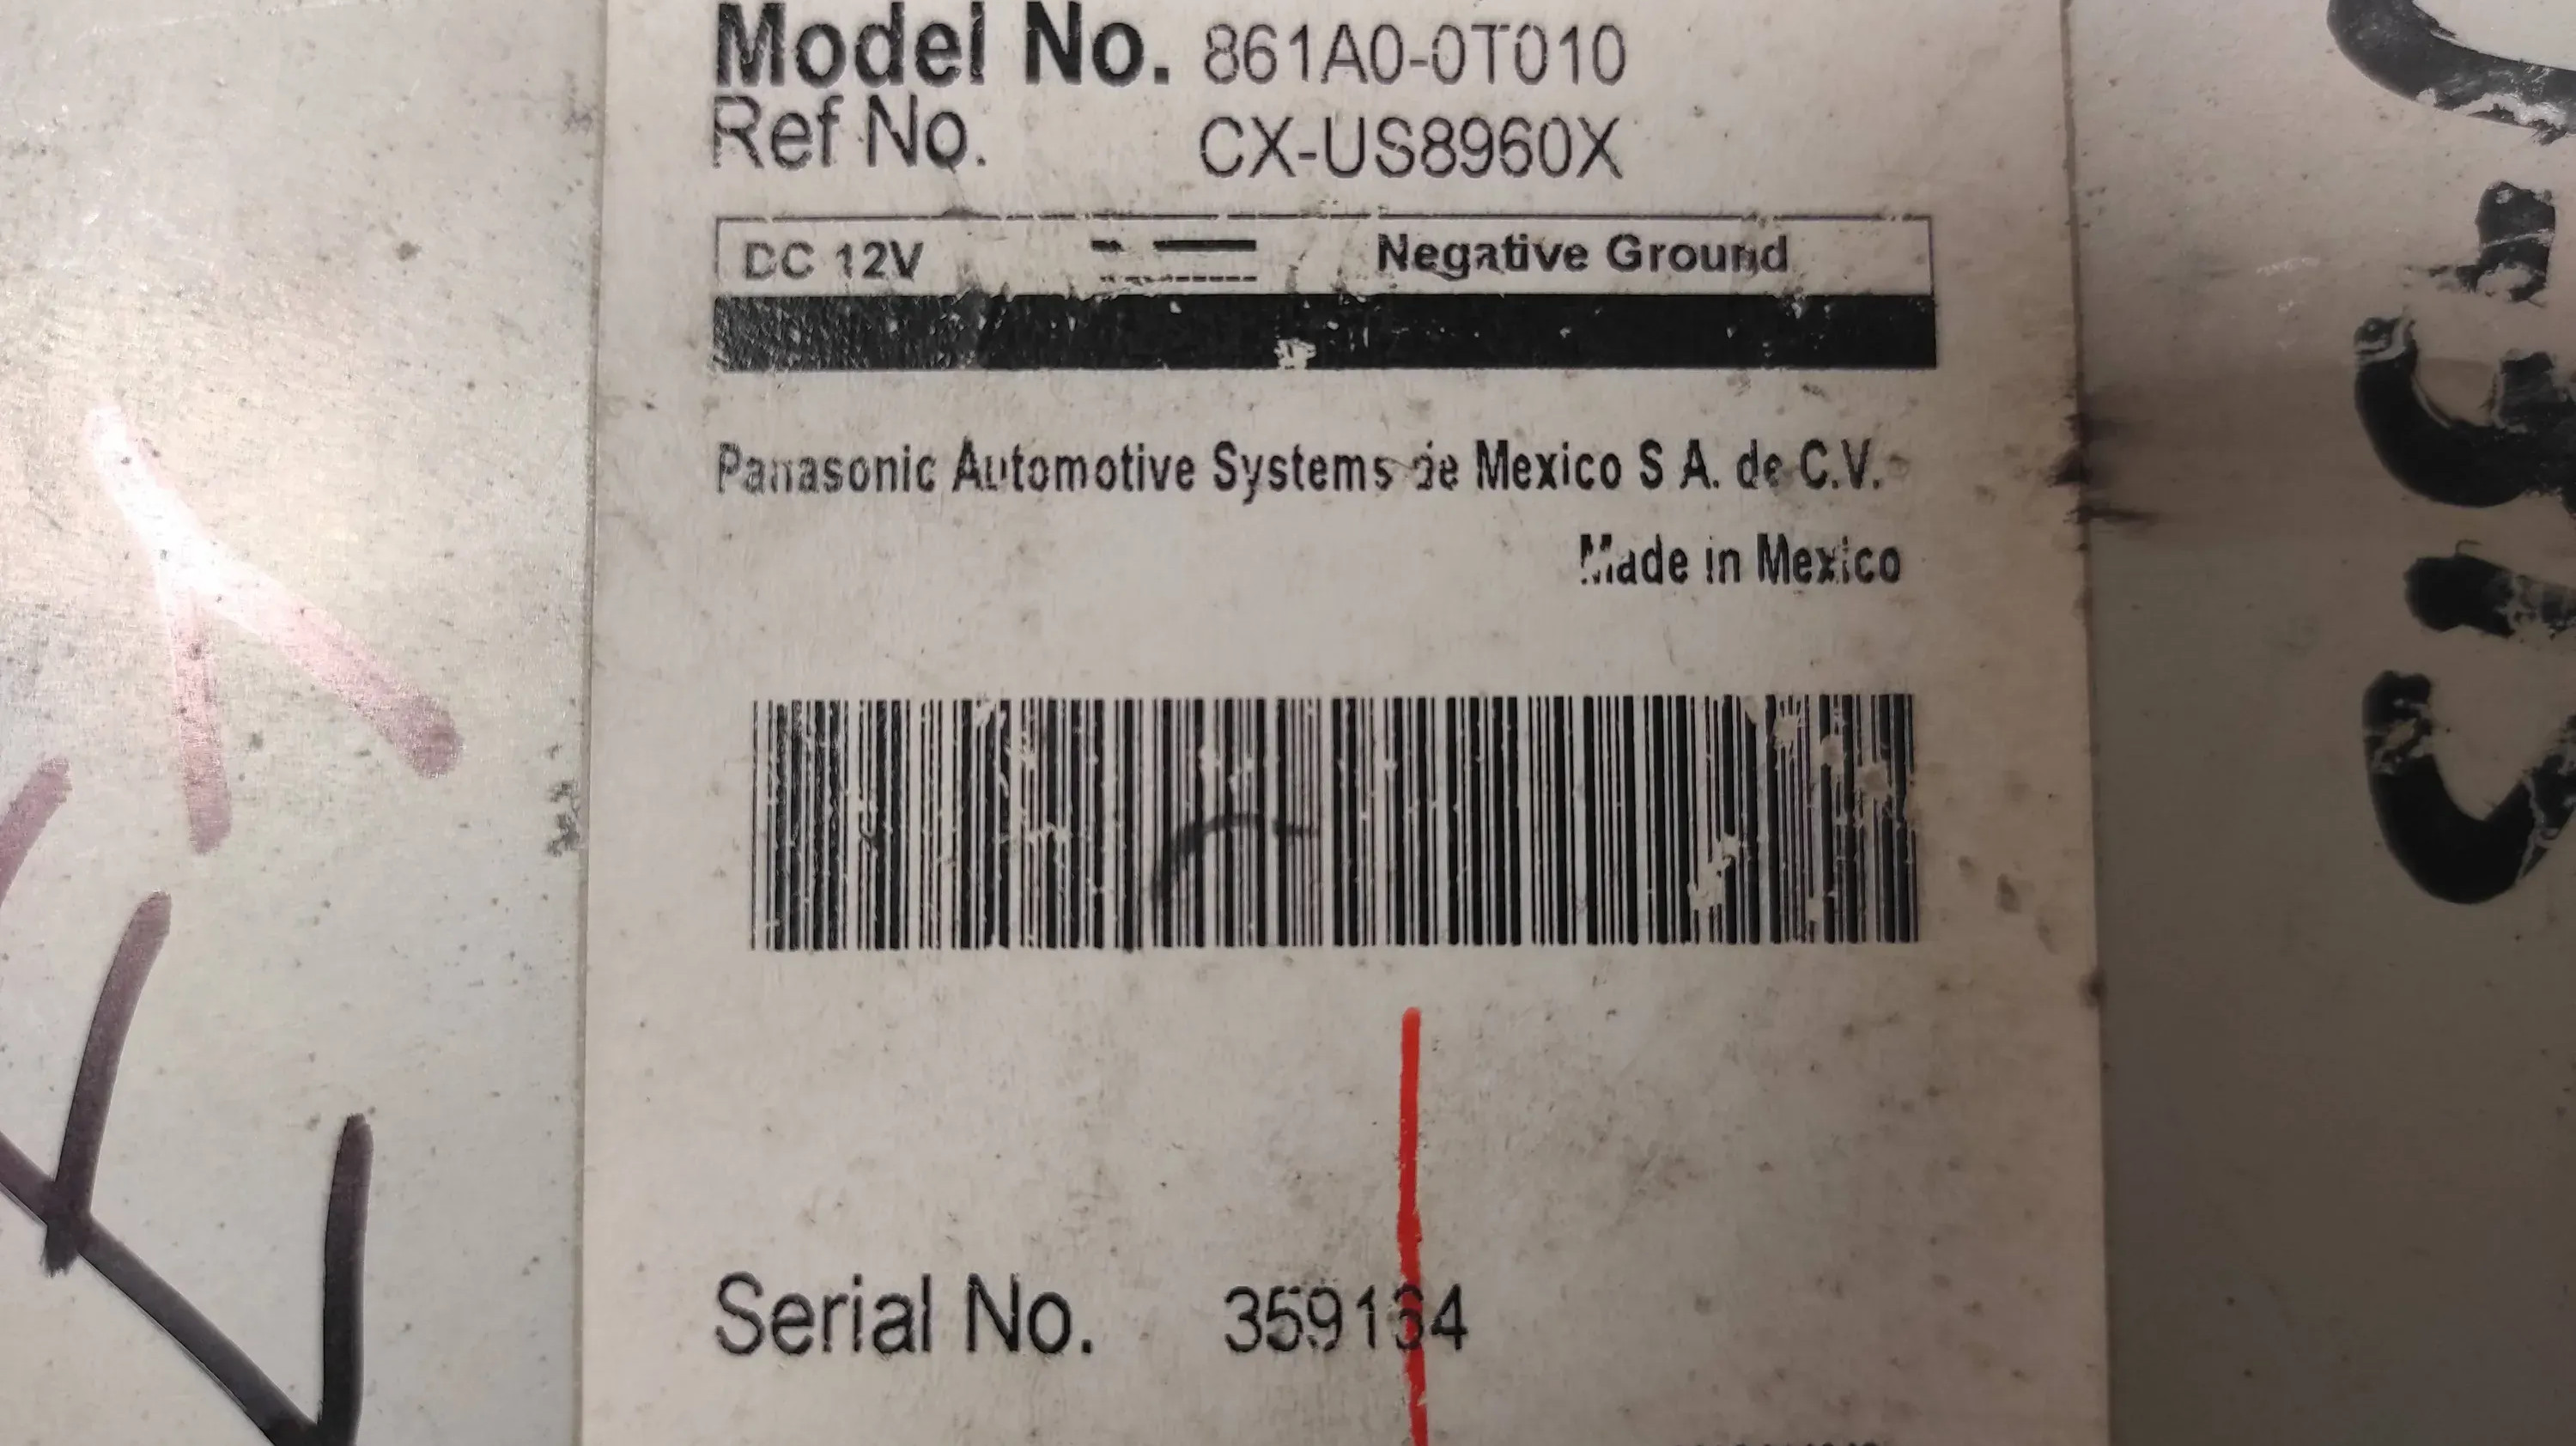 Model No. 861A0-0T010
Ref No. CX-US8960X
DC 12V Negative Ground
Panasonic Automotive Systems de Mexico S A. de C.V.
Made in Mexico
Serial No.